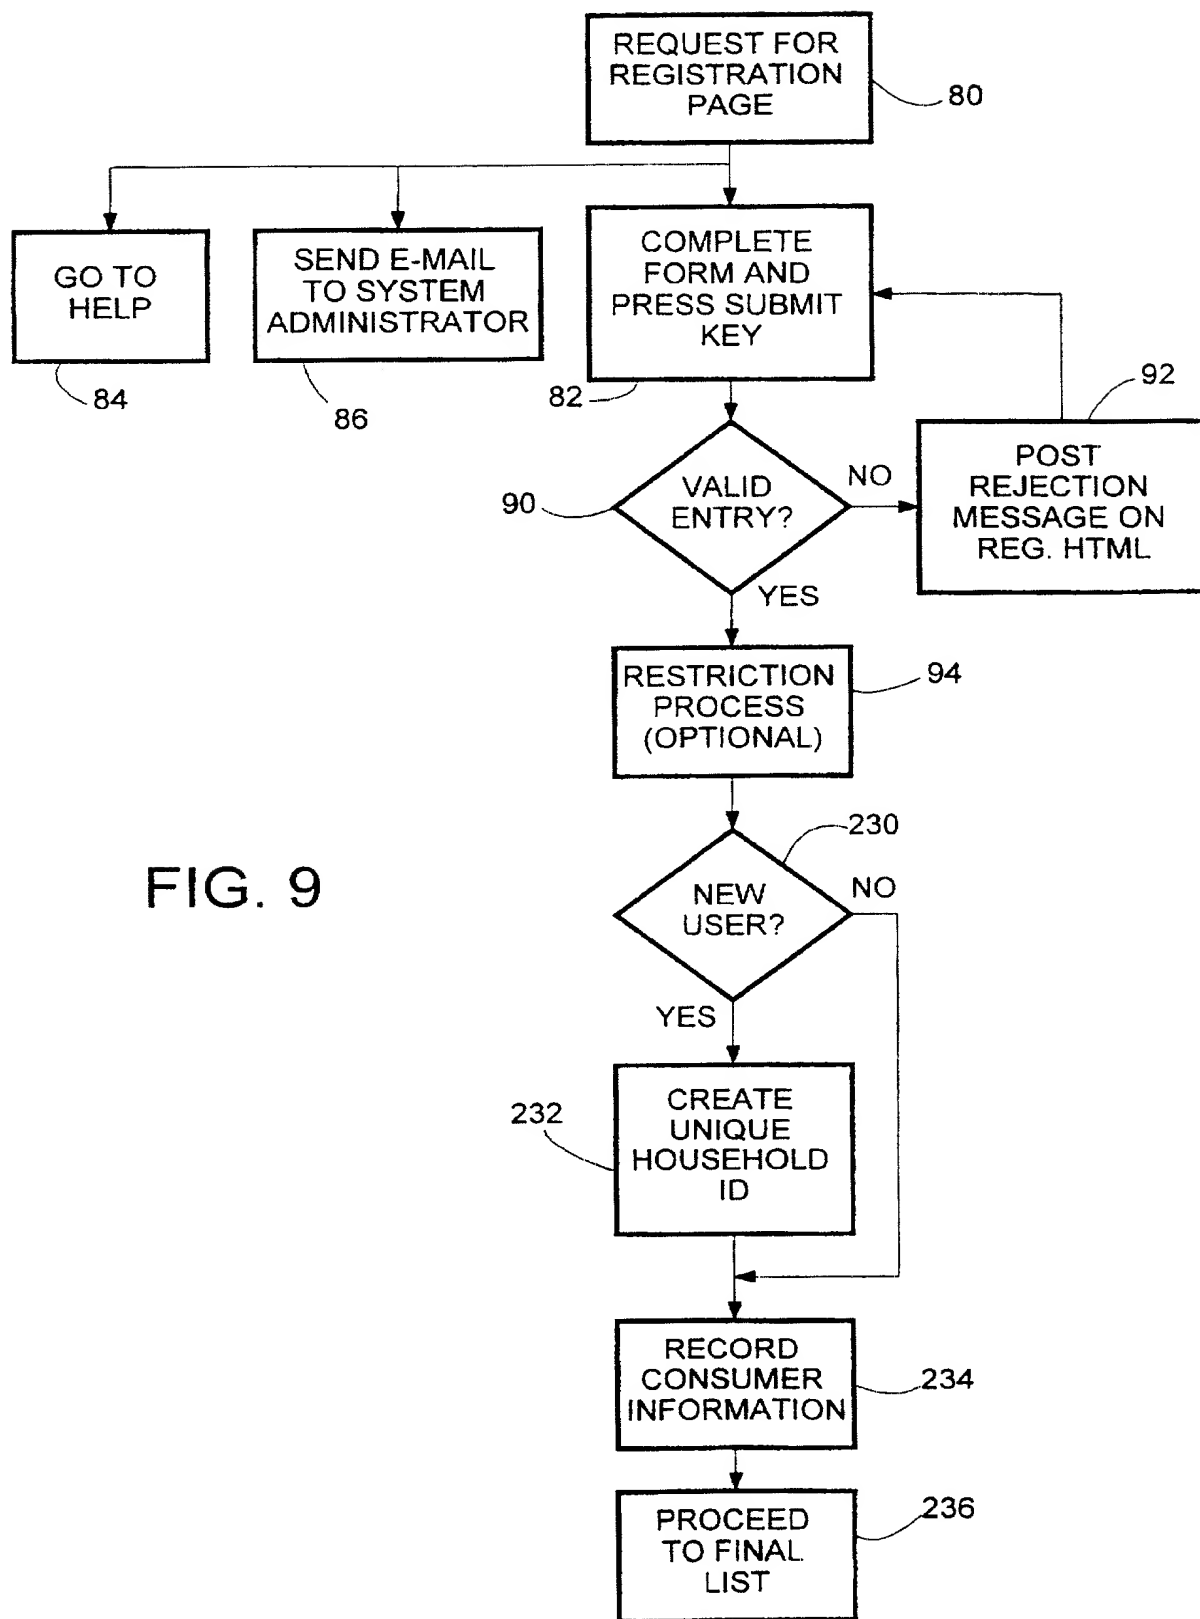 REQUEST FOR
REGISTRATION
PAGE
80
GO TO
HELP
84
SEND E-MAIL
TO SYSTEM
ADMINISTRATOR
86
COMPLETE
FORM AND
PRESS SUBMIT
KEY
82
92
POST
REJECTION
MESSAGE ON
REG. HTML
90
VALID
ENTRY?
NO
YES
RESTRICTION
PROCESS
(OPTIONAL)
94
230
NEW
USER?
NO
YES
FIG. 9
232
CREATE
UNIQUE
HOUSEHOLD
ID
RECORD
CONSUMER
INFORMATION
234
PROCEED
TO FINAL
LIST
236